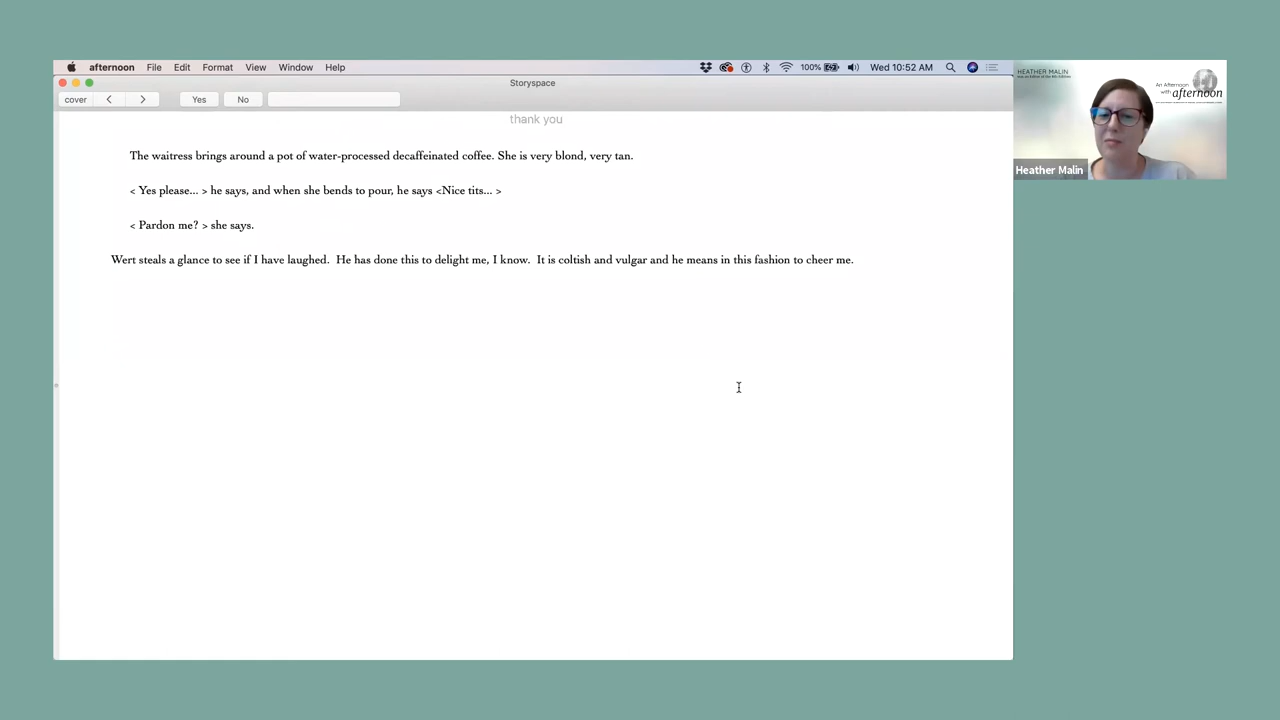 afternoon File Edit Format View Window Help 100% Wed 10:52 AM
Storyspace
cover Yes No
thank you
The waitress brings around a pot of water-processed decaffeinated coffee. She is very blond, very tan.
< Yes please... > he says, and when she bends to pour, he says <Nice tits... >
< Pardon me? > she says.
Wert steals a glance to see if I have laughed. He has done this to delight me, I know. It is coltish and vulgar and he means in this fashion to cheer me.
HEATHER MALIN
An Afternoon
with afternoon
Heather Malin